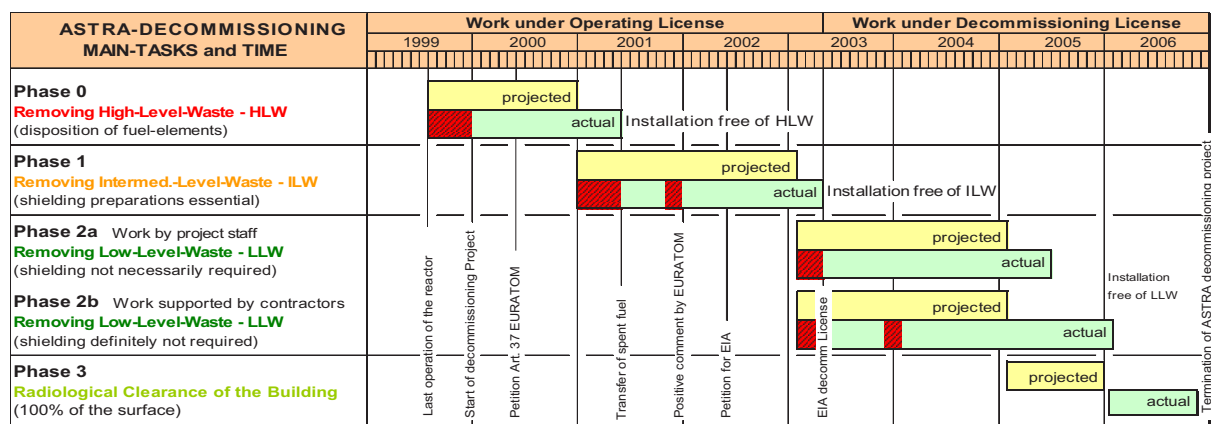 ASTRA-DECOMMISSIONING
MAIN-TASKS and TIME
Work under Operating License
Work under Decommissioning License
1999
2000
2001
2002
2003
2004
2005
2006
Phase 0
Removing High-Level-Waste - HLW
(disposition of fuel-elements)
projected
actual
Installation free of HLW
Phase 1
Removing Intermed.-Level-Waste - ILW
(shielding preparations essential)
projected
actual
Installation free of ILW
Phase 2a Work by project staff
Removing Low-Level-Waste - LLW
(shielding not necessarily required)
projected
actual
Phase 2b Work supported by contractors
Removing Low-Level-Waste - LLW
(shielding definitely not required)
projected
actual
Installation
free of LLW
Phase 3
Radiological Clearance of the Building
(100% of the surface)
projected
actual
Last operation of the reactor
Start of decommissioning Project
Petition Art. 37 EURATOM
Transfer of spent fuel
Positive comment by EURATOM
Petition for EIA
EIA decomm License
Termination of ASTRA decommissioning project